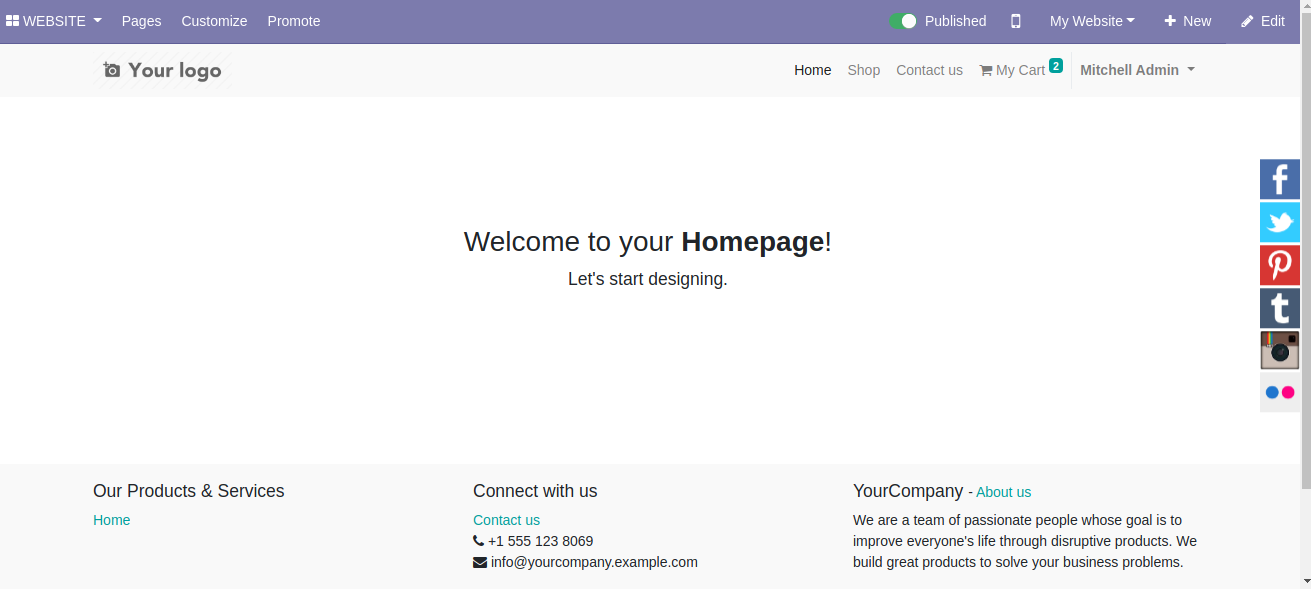 WEBSITE Pages Customize Promote Published My Website New Edit
Your logo Home Shop Contact us My Cart 2 Mitchell Admin
Welcome to your Homepage!
Let's start designing.
Our Products & Services
Home
Connect with us
Contact us
+1 555 123 8069
info@yourcompany.example.com
YourCompany - About us
We are a team of passionate people whose goal is to
improve everyone's life through disruptive products. We
build great products to solve your business problems.